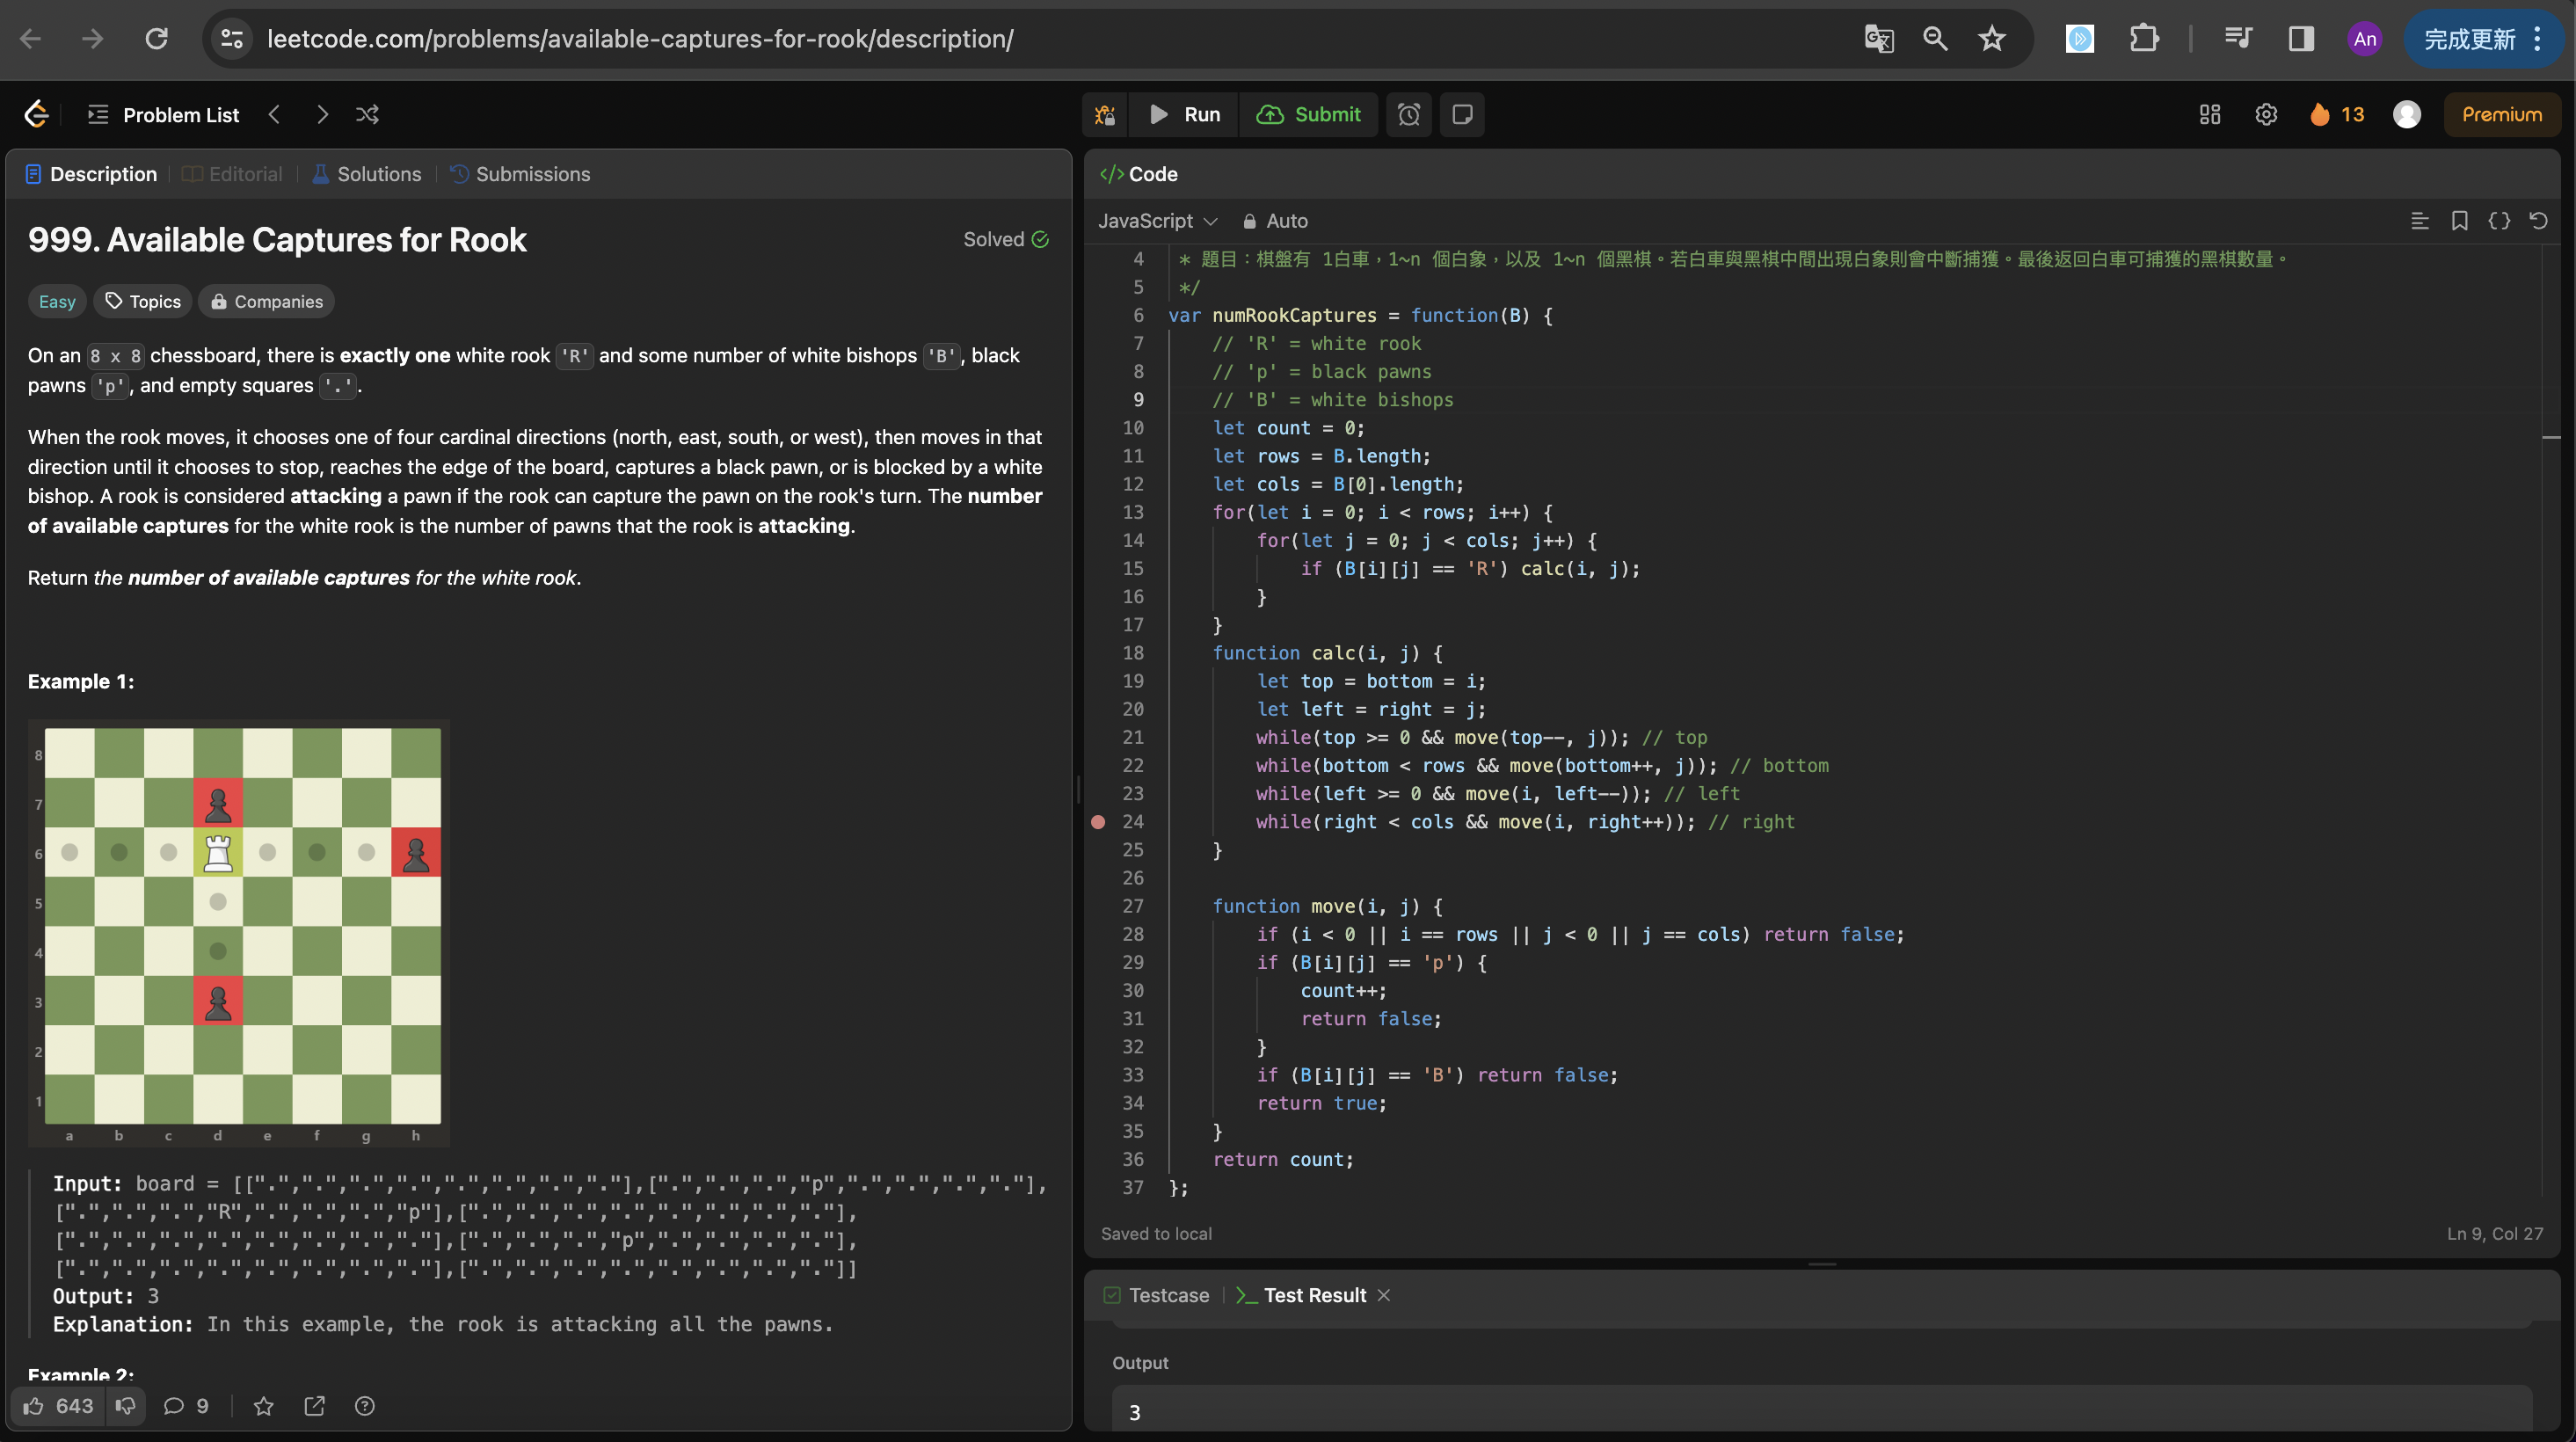 leetcode.com/problems/available-captures-for-rook/description/
An
完成更新
Problem List
Run
Submit
13
Premium
Description
Editorial
Solutions
Submissions
999. Available Captures for Rook
Solved
Easy
Topics
Companies
On an 8 x 8 chessboard, there is exactly one white rook 'R' and some number of white bishops 'B', black
pawns 'p', and empty squares '.'.
When the rook moves, it chooses one of four cardinal directions (north, east, south, or west), then moves in that
direction until it chooses to stop, reaches the edge of the board, captures a black pawn, or is blocked by a white
bishop. A rook is considered attacking a pawn if the rook can capture the pawn on the rook's turn. The number
of available captures for the white rook is the number of pawns that the rook is attacking.
Return the number of available captures for the white rook.
Example 1:
8
7
6
5
4
3
2
1
a b c d e f g h
Input: board = [[".",".",".",".",".",".",".","."],[".",".",".","p",".",".",".","."],
[".",".",".","R",".",".",".","p"],[".",".",".",".",".",".",".","."],
[".",".",".",".",".",".",".","."],[".",".",".","p",".",".",".","."],
[".",".",".",".",".",".",".","."],[".",".",".",".",".",".",".","."]]
Output: 3
Explanation: In this example, the rook is attacking all the pawns.
Example 2:
643
9
</> Code
JavaScript
Auto
4 * 題目：棋盤有 1白車，1~n 個白象，以及 1~n 個黑棋。若白車與黑棋中間出現白象則會中斷捕獲。最後返回白車可捕獲的黑棋數量。
5 */
6 var numRookCaptures = function(B) {
7 // 'R' = white rook
8 // 'p' = black pawns
9 // 'B' = white bishops
10 let count = 0;
11 let rows = B.length;
12 let cols = B[0].length;
13 for(let i = 0; i < rows; i++) {
14 for(let j = 0; j < cols; j++) {
15 if (B[i][j] == 'R') calc(i, j);
16 }
17 }
18 function calc(i, j) {
19 let top = bottom = i;
20 let left = right = j;
21 while(top >= 0 && move(top--, j)); // top
22 while(bottom < rows && move(bottom++, j)); // bottom
23 while(left >= 0 && move(i, left--)); // left
24 while(right < cols && move(i, right++)); // right
25 }
26
27 function move(i, j) {
28 if (i < 0 || i == rows || j < 0 || j == cols) return false;
29 if (B[i][j] == 'p') {
30 count++;
31 return false;
32 }
33 if (B[i][j] == 'B') return false;
34 return true;
35 }
36 return count;
37 };
Saved to local
Ln 9, Col 27
Testcase
Test Result
Output
3